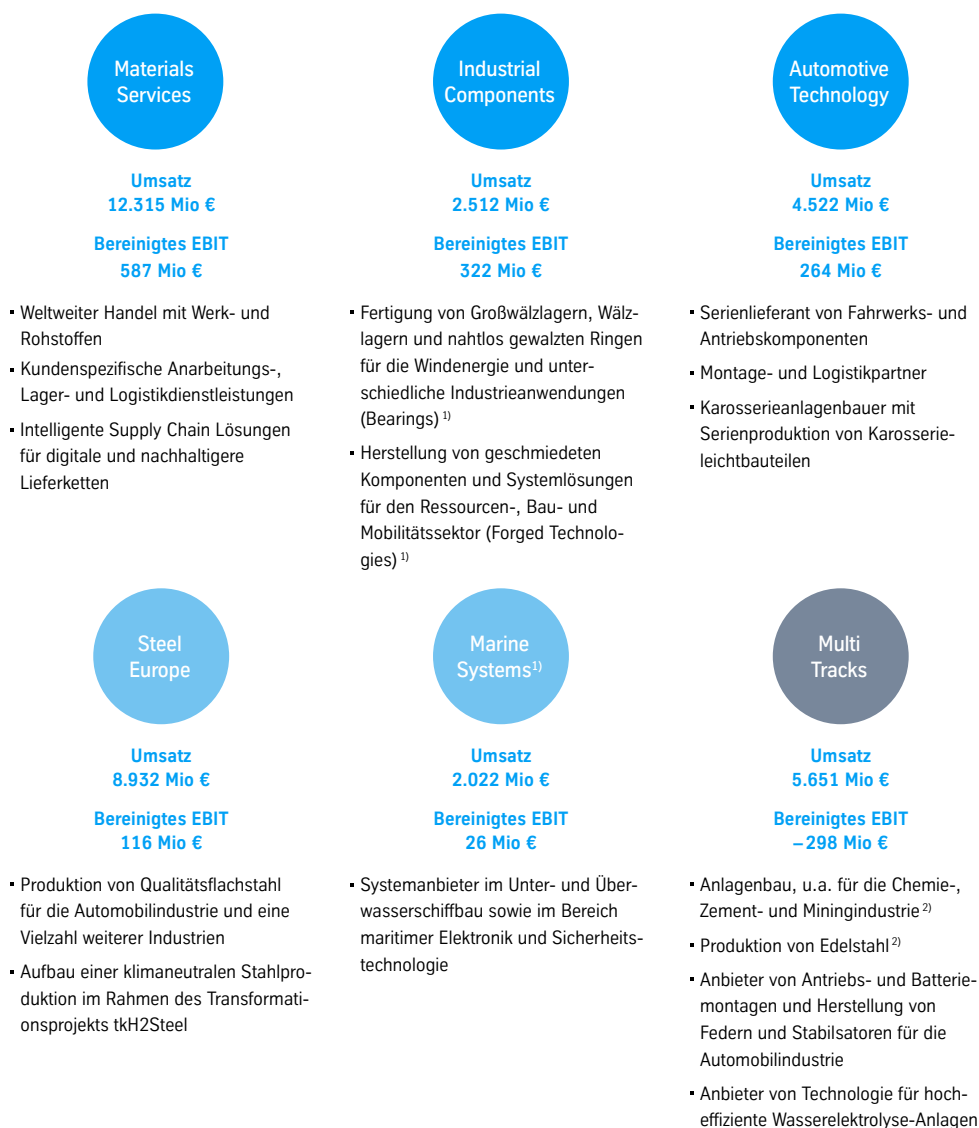 Materials
Services
Umsatz
12.315 Mio €
Bereinigtes EBIT
587 Mio €
▪ Weltweiter Handel mit Werk- und
Rohstoffen
▪ Kundenspezifische Anarbeitungs-,
Lager- und Logistikdienstleistungen
▪ Intelligente Supply Chain Lösungen
für digitale und nachhaltigere
Lieferketten
Industrial
Components
Umsatz
2.512 Mio €
Bereinigtes EBIT
322 Mio €
▪ Fertigung von Großwälzlagern, Wälz-
lagern und nahtlos gewalzten Ringen
für die Windenergie und unter-
schiedliche Industrieanwendungen
(Bearings) 1)
▪ Herstellung von geschmiedeten
Komponenten und Systemlösungen
für den Ressourcen-, Bau- und
Mobilitätssektor (Forged Technolo-
gies) 1)
Automotive
Technology
Umsatz
4.522 Mio €
Bereinigtes EBIT
264 Mio €
▪ Serienlieferant von Fahrwerks- und
Antriebskomponenten
▪ Montage- und Logistikpartner
▪ Karosserieanlagenbauer mit
Serienproduktion von Karosserie-
leichtbauteilen
Steel
Europe
Umsatz
8.932 Mio €
Bereinigtes EBIT
116 Mio €
▪ Produktion von Qualitätsflachstahl
für die Automobilindustrie und eine
Vielzahl weiterer Industrien
▪ Aufbau einer klimaneutralen Stahlpro-
duktion im Rahmen des Transformati-
onsprojekts tkH2Steel
Marine
Systems1)
Umsatz
2.022 Mio €
Bereinigtes EBIT
26 Mio €
▪ Systemanbieter im Unter- und Über-
wasserschiffbau sowie im Bereich
maritimer Elektronik und Sicherheits-
technologie
Multi
Tracks
Umsatz
5.651 Mio €
Bereinigtes EBIT
–298 Mio €
▪ Anlagenbau, u.a. für die Chemie-,
Zement- und Miningindustrie 2)
▪ Produktion von Edelstahl 2)
▪ Anbieter von Antriebs- und Batterie-
montagen und Herstellung von
Federn und Stabilsatoren für die
Automobilindustrie
▪ Anbieter von Technologie für hoch-
effiziente Wasserelektrolyse-Anlagen